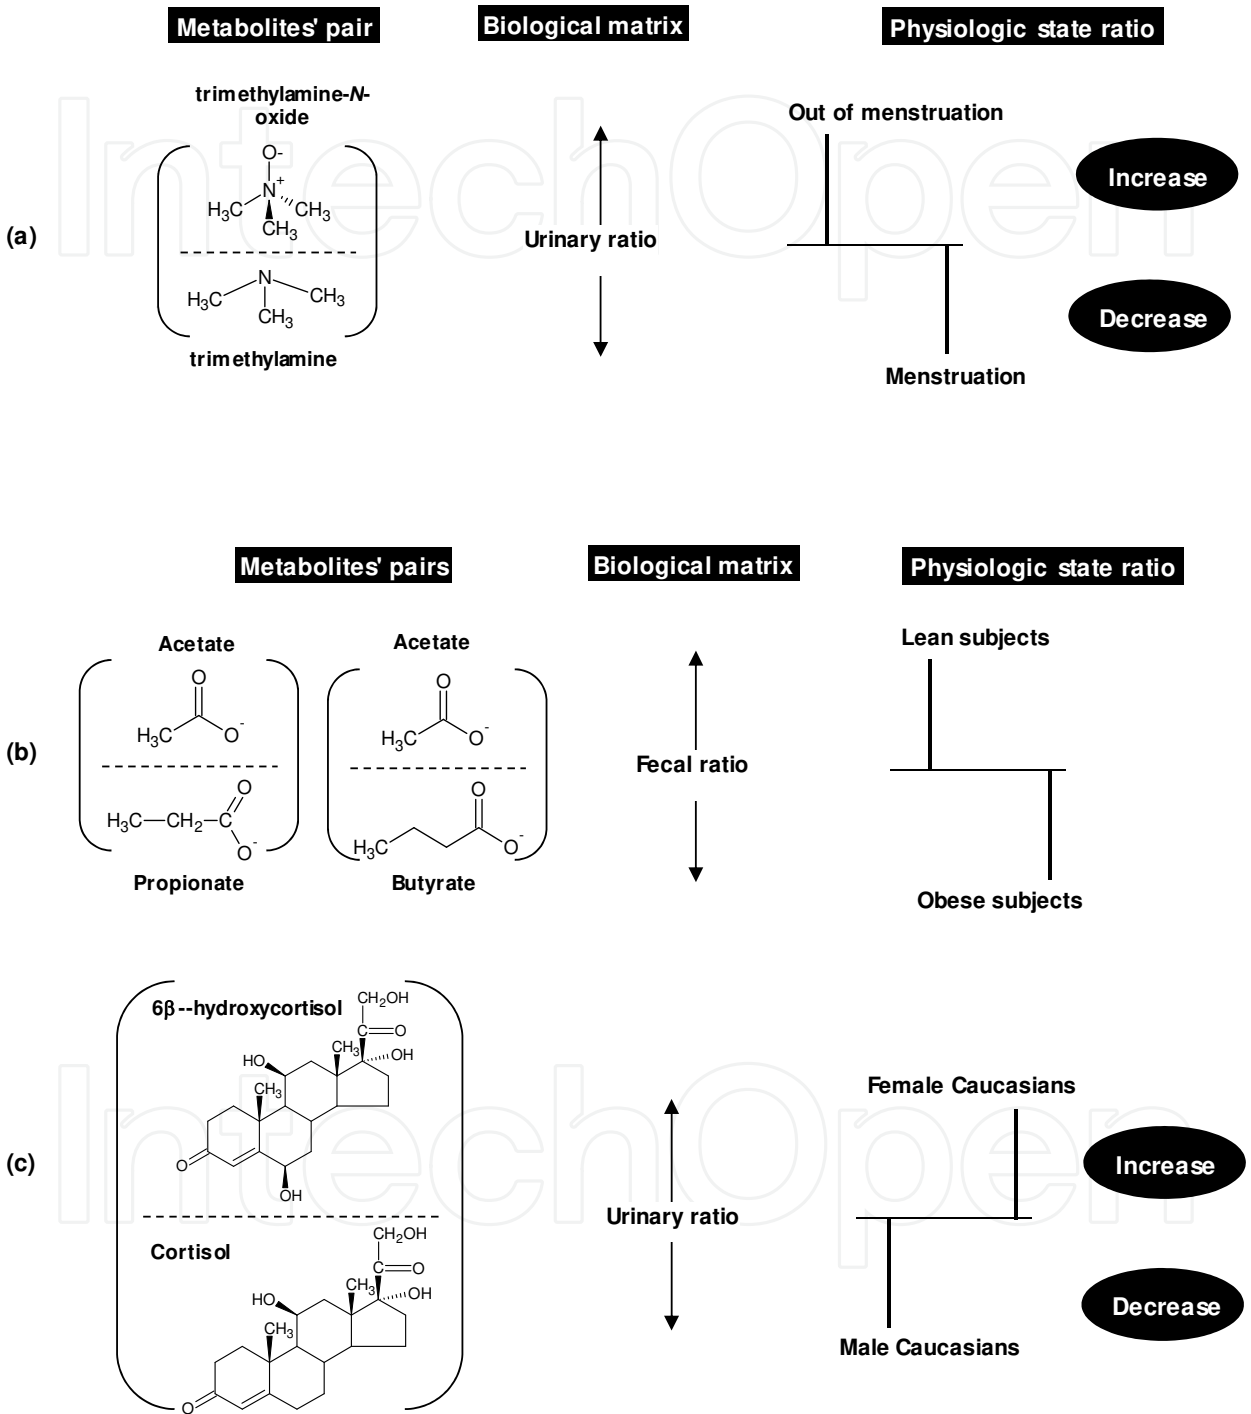 Metabolites' pair
Biological matrix
Physiologic state ratio
(a)
trimethylamine-N-
oxide
O-
N+
H3C
CH3
CH3
N
H3C
CH3
CH3
trimethylamine
Urinary ratio
Out of menstruation
Menstruation
Increase
Decrease
Metabolites' pairs
Biological matrix
Physiologic state ratio
(b)
Acetate
O
H3C
O-
O
H3C—CH2—C
O-
Propionate
Acetate
O
H3C
O-
O
H3C
O-
Butyrate
Fecal ratio
Lean subjects
Obese subjects
(c)
6β--hydroxycortisol
CH2OH
C=O
CH3
OH
HO
CH3
O
OH
Cortisol
CH2OH
C=O
CH3
OH
HO
CH3
O
Urinary ratio
Female Caucasians
Male Caucasians
Increase
Decrease
IntechOpen
IntechOpen